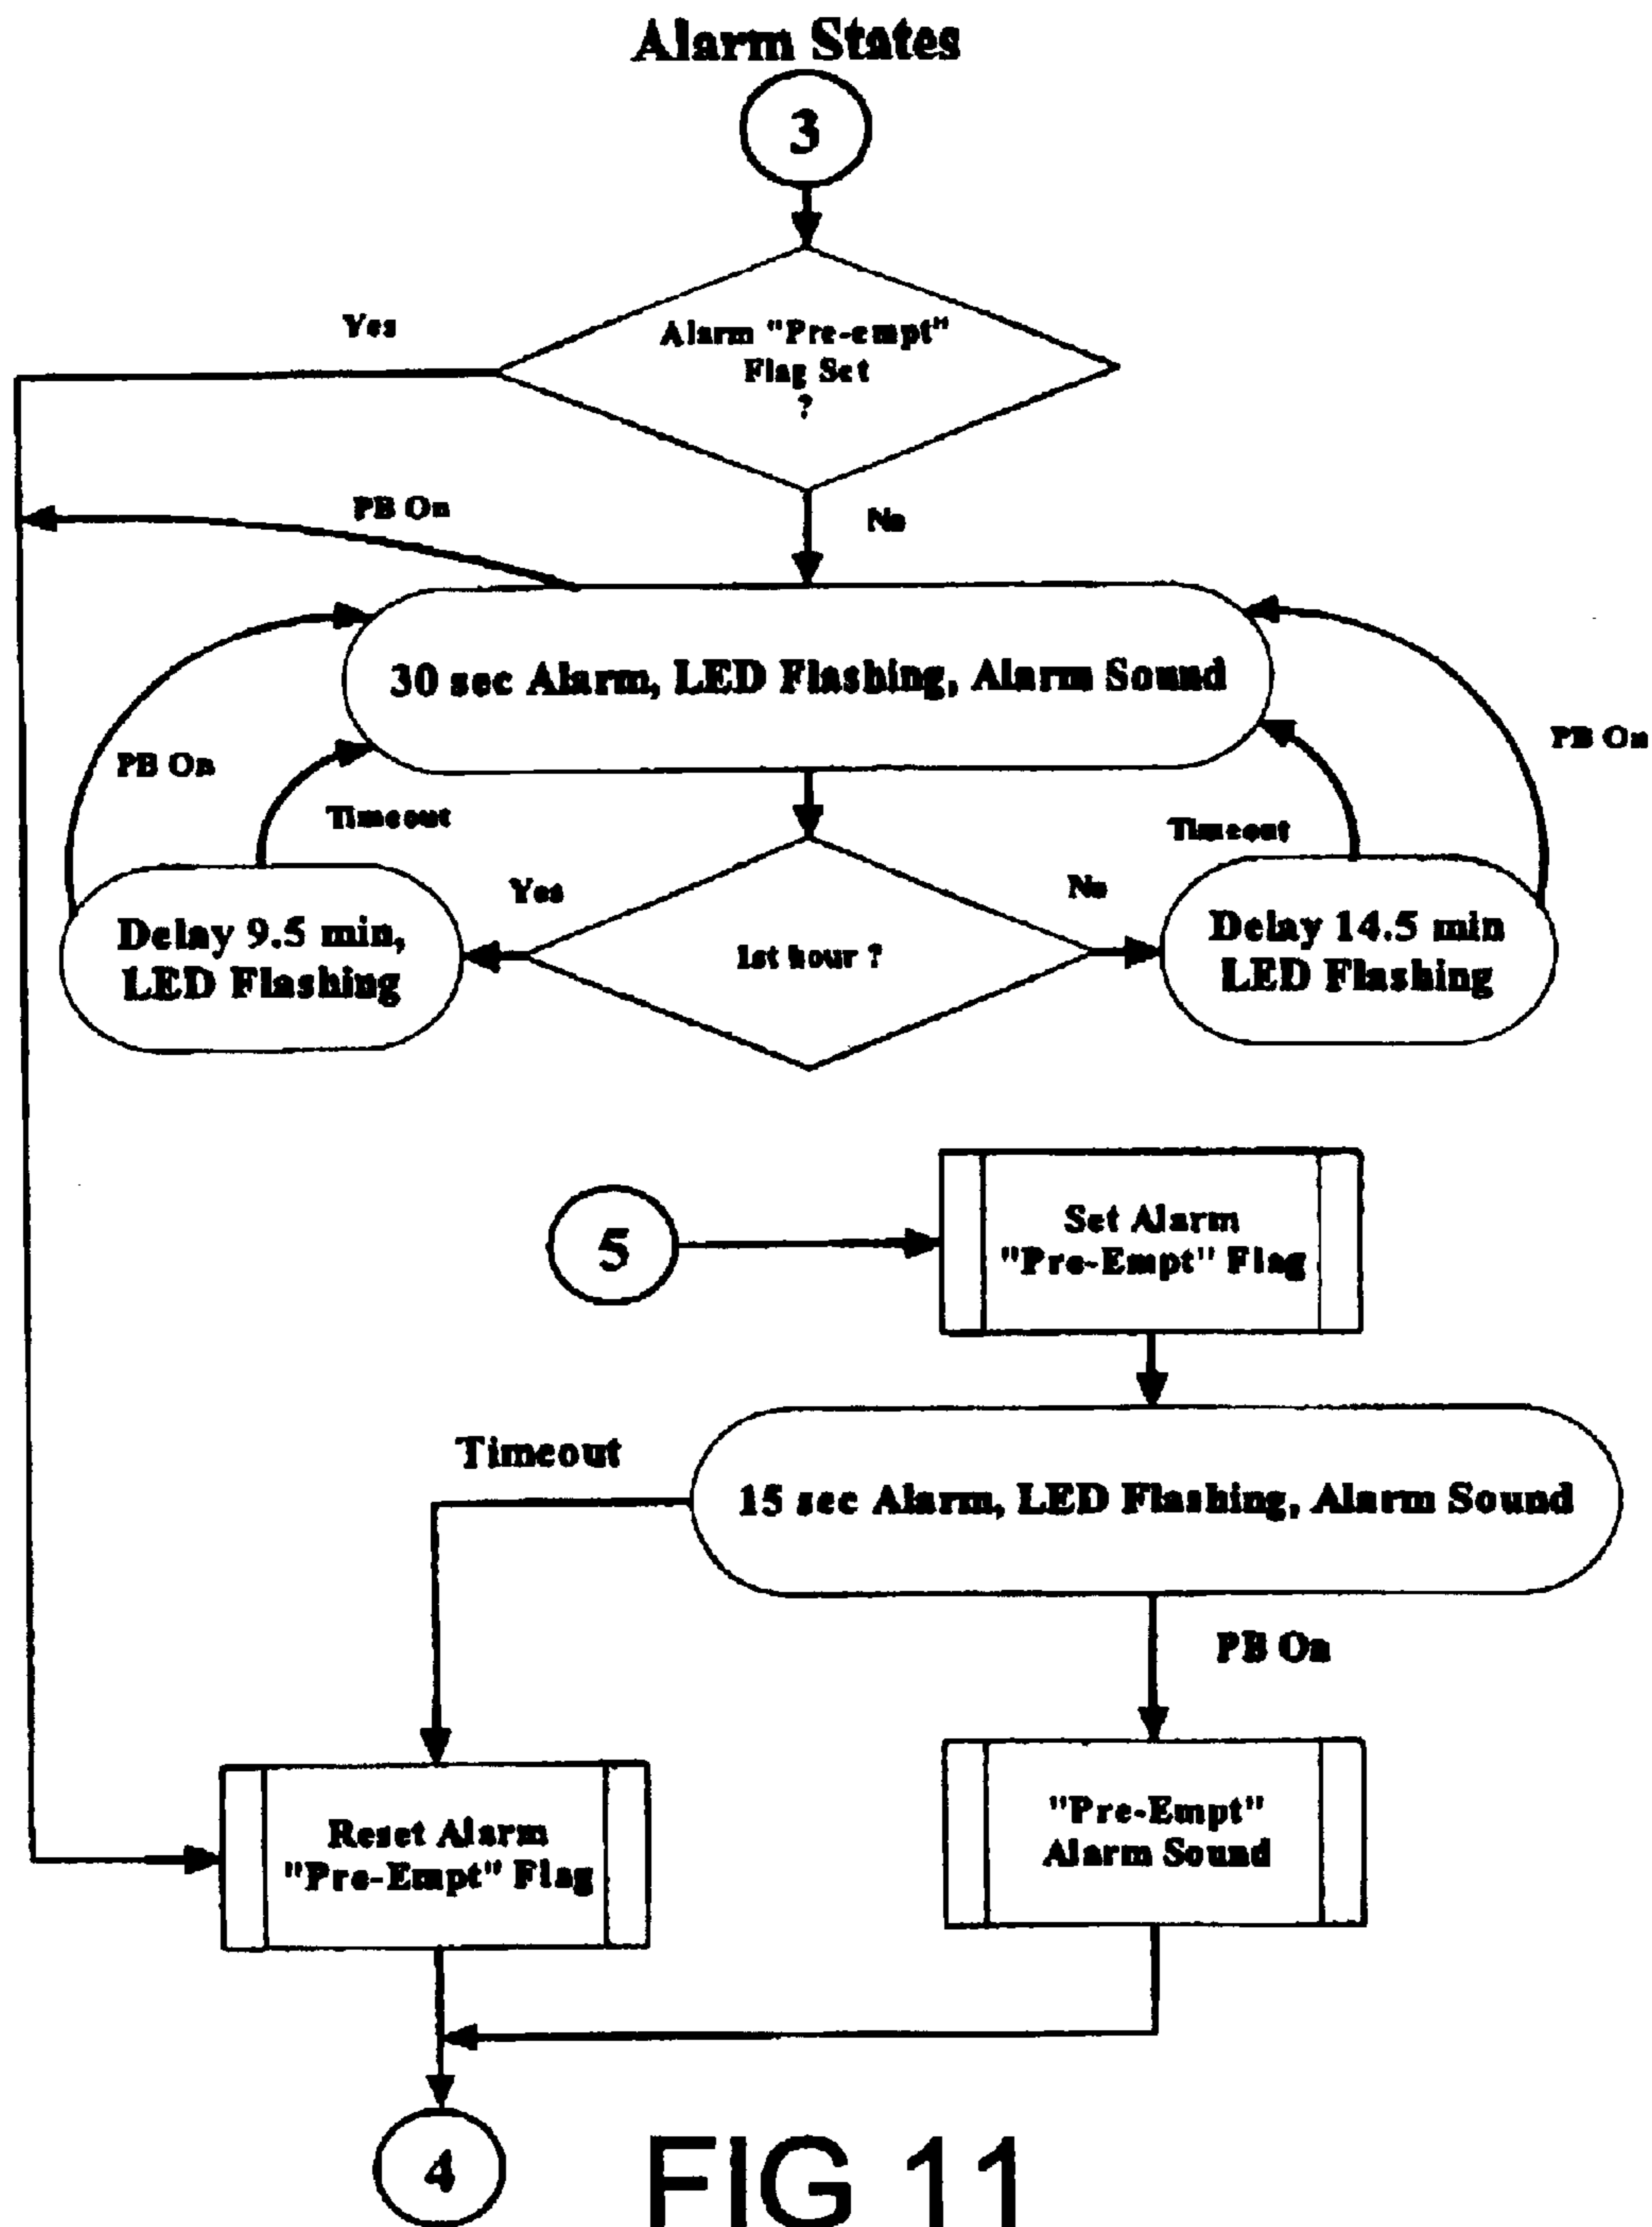 Alarm States
3
Yes
Alarm "Pre-empt"
Flag Set
?
PB On
No
30 sec Alarm, LED Flashing, Alarm Sound
PB On
PB On
Timeout
Timeout
Yes
No
Delay 9.5 min,
LED Flashing
1st hour ?
Delay 14.5 min
LED Flashing
5
Set Alarm
"Pre-Empt" Flag
Timeout
15 sec Alarm, LED Flashing, Alarm Sound
PB On
Reset Alarm
"Pre-Empt" Flag
"Pre-Empt"
Alarm Sound
4
FIG 11